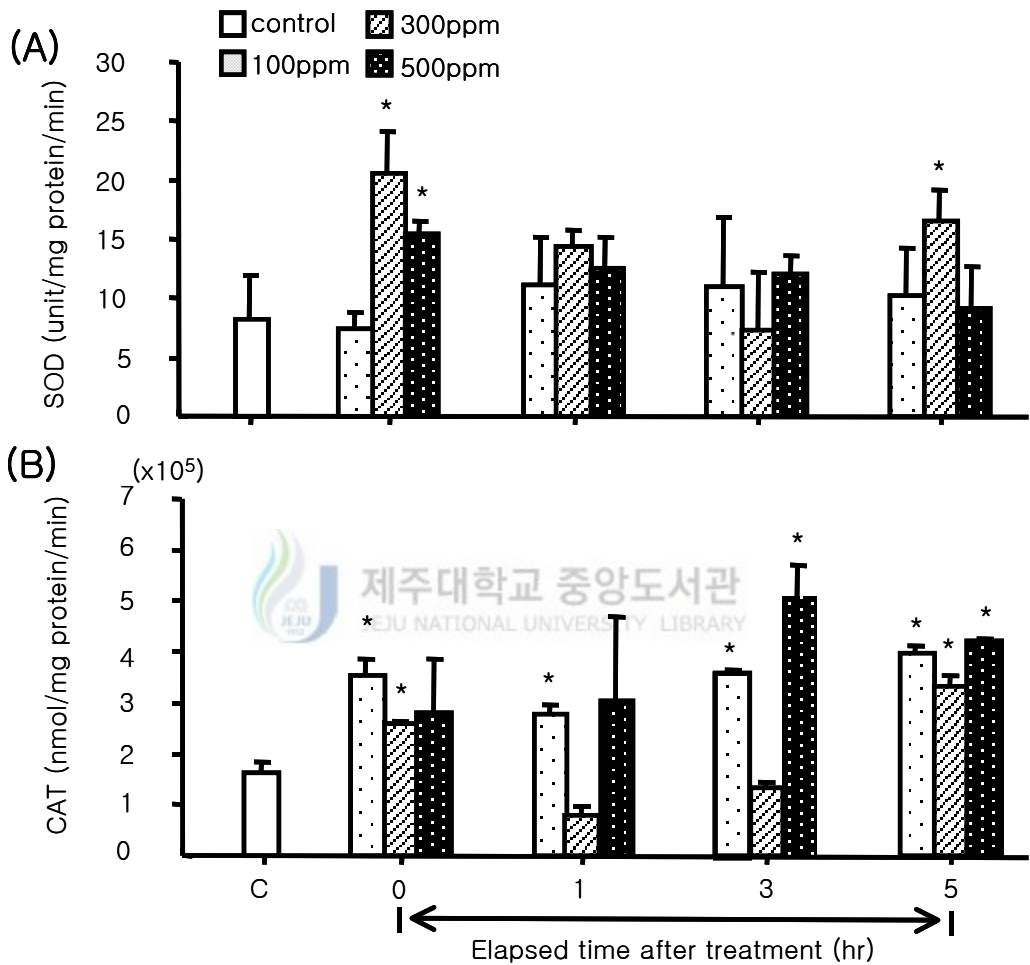 control
300ppm
100ppm
500ppm
(A)
SOD (unit/mg protein/min)
30
25
20
15
10
5
0
*
*
*
(B)
(x10⁵)
CAT (nmol/mg protein/min)
7
6
5
4
3
2
1
0
제주대학교 중앙도서관
JEJU NATIONAL UNIVERSITY LIBRARY
JEJU
1952
*
*
*
*
*
*
*
*
C 0 1 3 5
Elapsed time after treatment (hr)